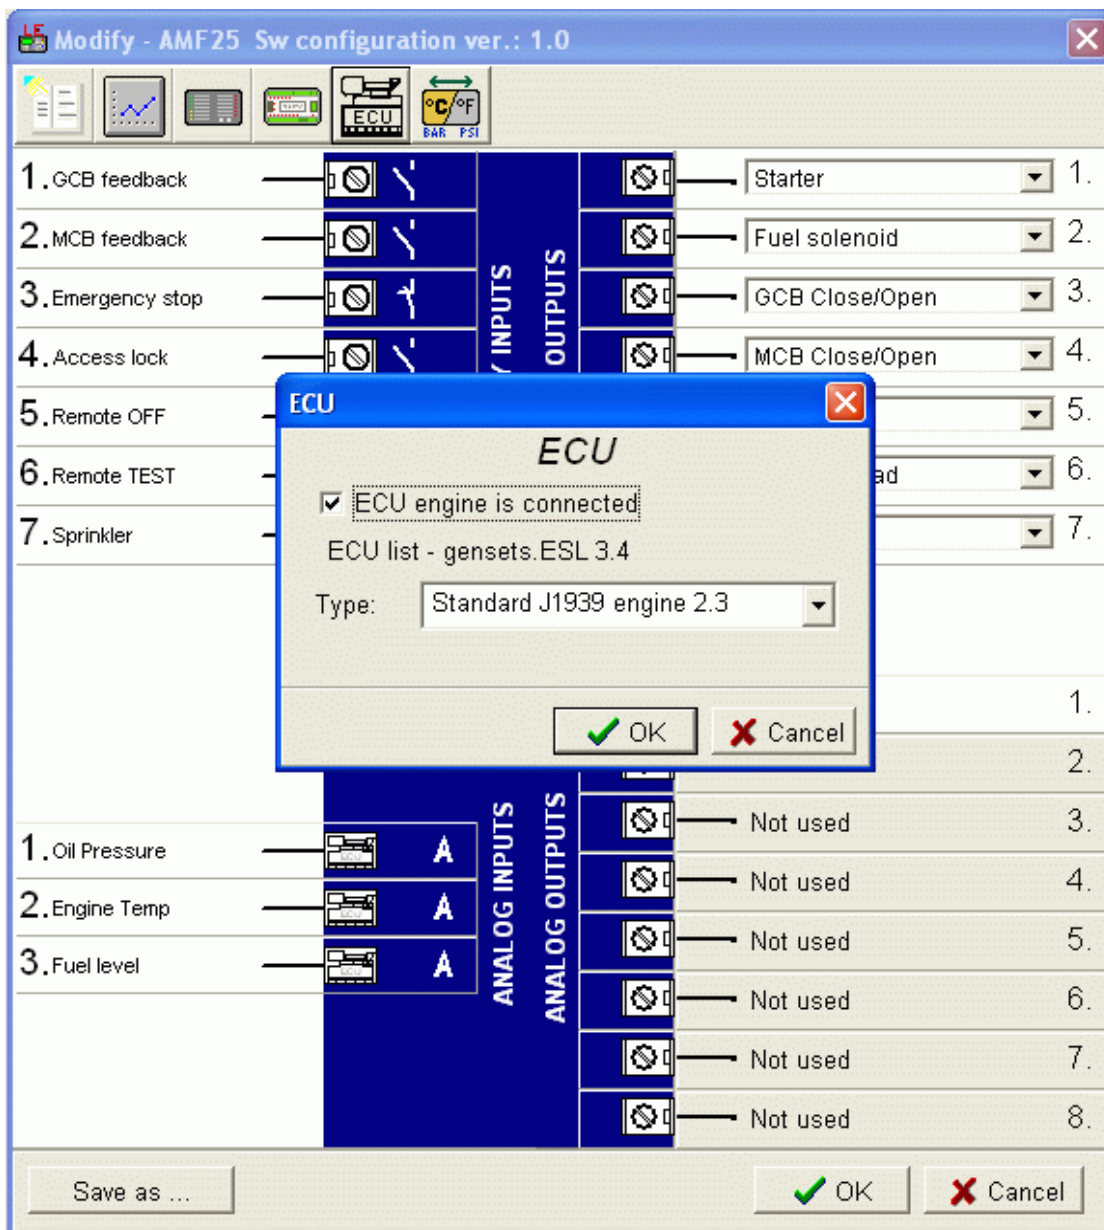 Modify - AMF25 Sw configuration ver.: 1.0
ECU
°C/°F
BAR PSI
1. GCB feedback
2. MCB feedback
3. Emergency stop
4. Access lock
5. Remote OFF
6. Remote TEST
7. Sprinkler
INPUTS
OUTPUTS
Starter 1.
Fuel solenoid 2.
GCB Close/Open 3.
MCB Close/Open 4.
5.
ad 6.
7.
ECU
ECU
ECU engine is connected
ECU list - gensets.ESL 3.4
Type: Standard J1939 engine 2.3
OK Cancel
1. Oil Pressure
2. Engine Temp
3. Fuel level
ECU A
ECU A
ECU A
ANALOG INPUTS
ANALOG OUTPUTS
1.
2.
Not used 3.
Not used 4.
Not used 5.
Not used 6.
Not used 7.
Not used 8.
Save as ... OK Cancel